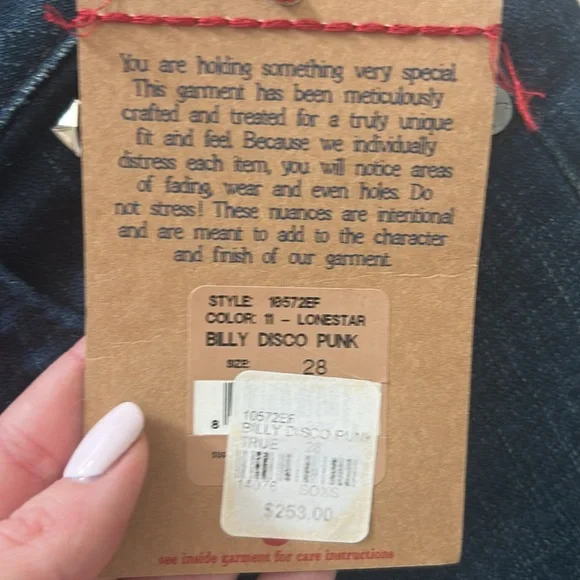 You are holding something very special.
This garment has been meticulously
crafted and treated for a truly unique
fit and feel. Because we individually
distress each item, you will notice areas
of fading, wear and even holes. Do
not stress! These nuances are intentional
and are meant to add to the character
and finish of our garment.
STYLE: 10572EF
COLOR: 11 - LONESTAR
BILLY DISCO PUNK
SIZE: 28
8
10572EF
BILLY DISCO PUNK
TRUE 28
$253.00
see inside garment for care instructions